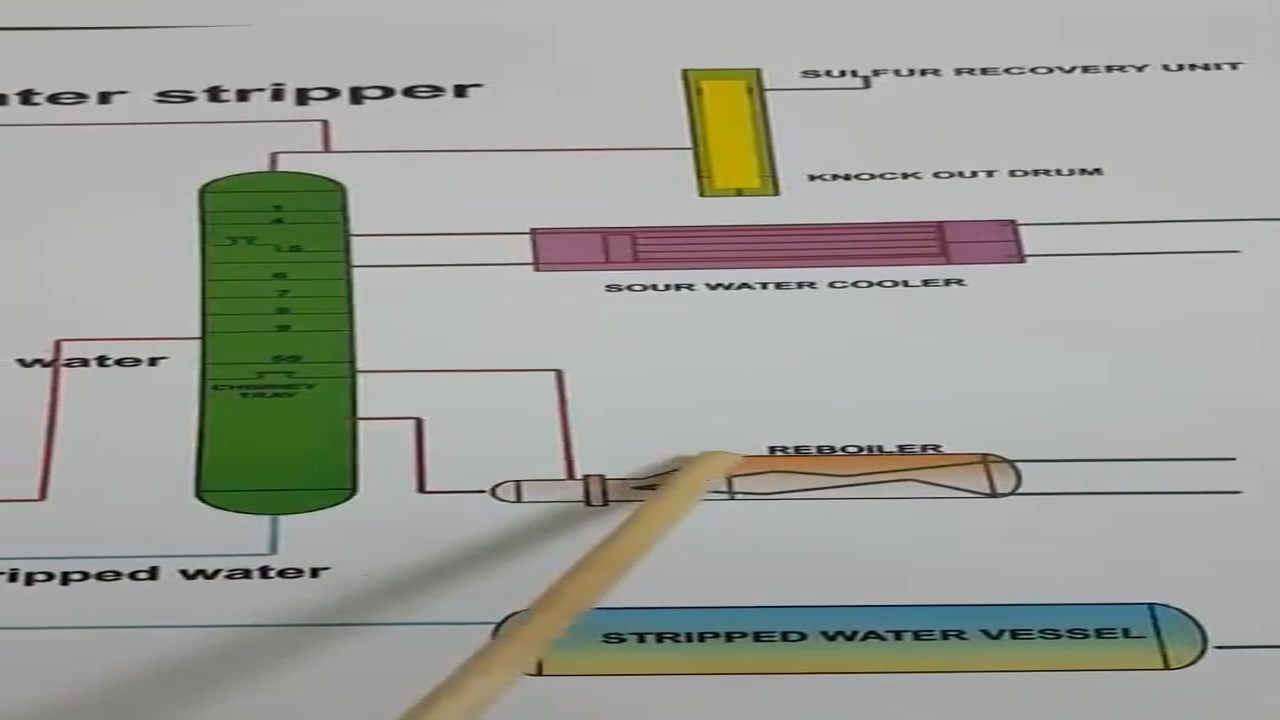 ter stripper
SULFUR RECOVERY UNIT
KNOCK OUT DRUM
1
4
5
6
7
8
9
SOUR WATER COOLER
water
CHIMNEY
TRAY
REBOILER
ripped water
STRIPPED WATER VESSEL